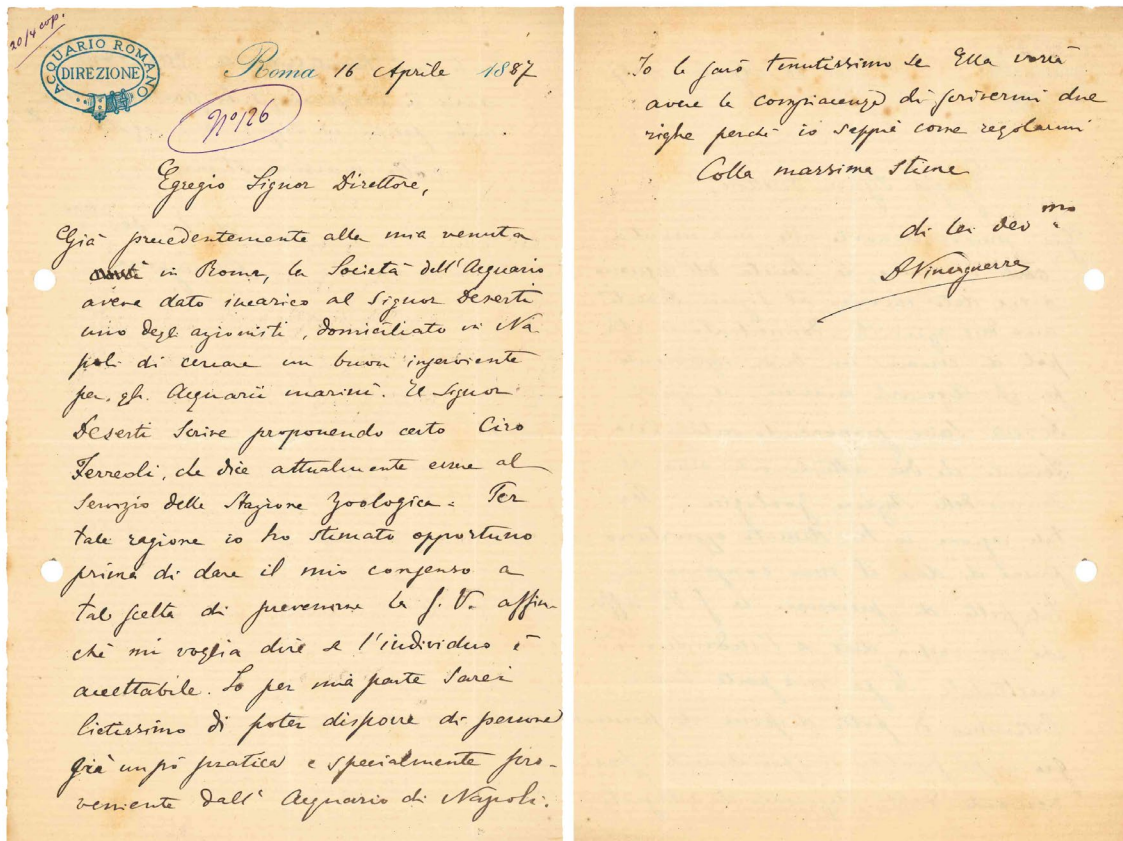 20/4 cop.
ACQUARIO ROMANO
DIREZIONE
Roma 16 Aprile 1887
Nº 126
Egregio Signor Direttore,
Già precedentemente alla mia venuta
in Roma, la Società dell'Acquario
aveva dato incarico al Signor Deserti
uno degli azionisti, domiciliato in Na
poli di cercare un buon inserviente
per gli Acquarii marini. Il Signor
Deserti scrive proponendo certo Ciro
Ferreoli, che dice attualmente essere al
servizio della Stazione Zoologica. Per
tale ragione io ho stimato opportuno
prima di dare il mio consenso a
tale scelta di prevenirne la S. V. affin-
chè mi voglia dire se l'individuo è
accettabile. Io per mia parte sarei
lietissimo di poter disporre di persona
già un pò pratica e specialmente pro-
veniente dall' Acquario di Napoli.
Io le sarò tenutissimo se Ella vorrà
avere la compiacenza di scrivermi due
righe perchè io sappia come regolarmi
Colla massima stima
di lei dev mo
D Vinciguerra